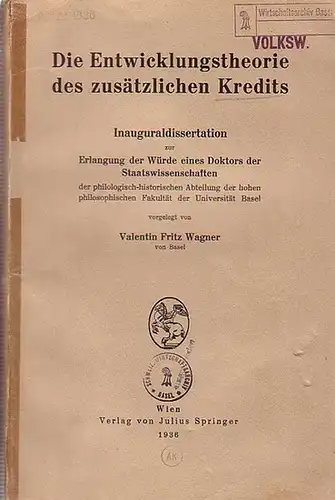 Wirtschaftsarchiv Basel
VOLKSW.
Die Entwicklungstheorie
des zusätzlichen Kredits
Inauguraldissertation
zur
Erlangung der Würde eines Doktors der
Staatswissenschaften
der philologisch-historischen Abteilung der hohen
philosophischen Fakultät der Universität Basel
vorgelegt von
Valentin Fritz Wagner
von Basel
BASEL
Wien
Verlag von Julius Springer
1936